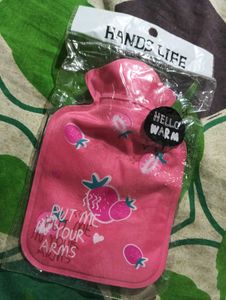 HANDS LIFE
HELLO
WARM
PUT ME
IN YOUR
ARMS